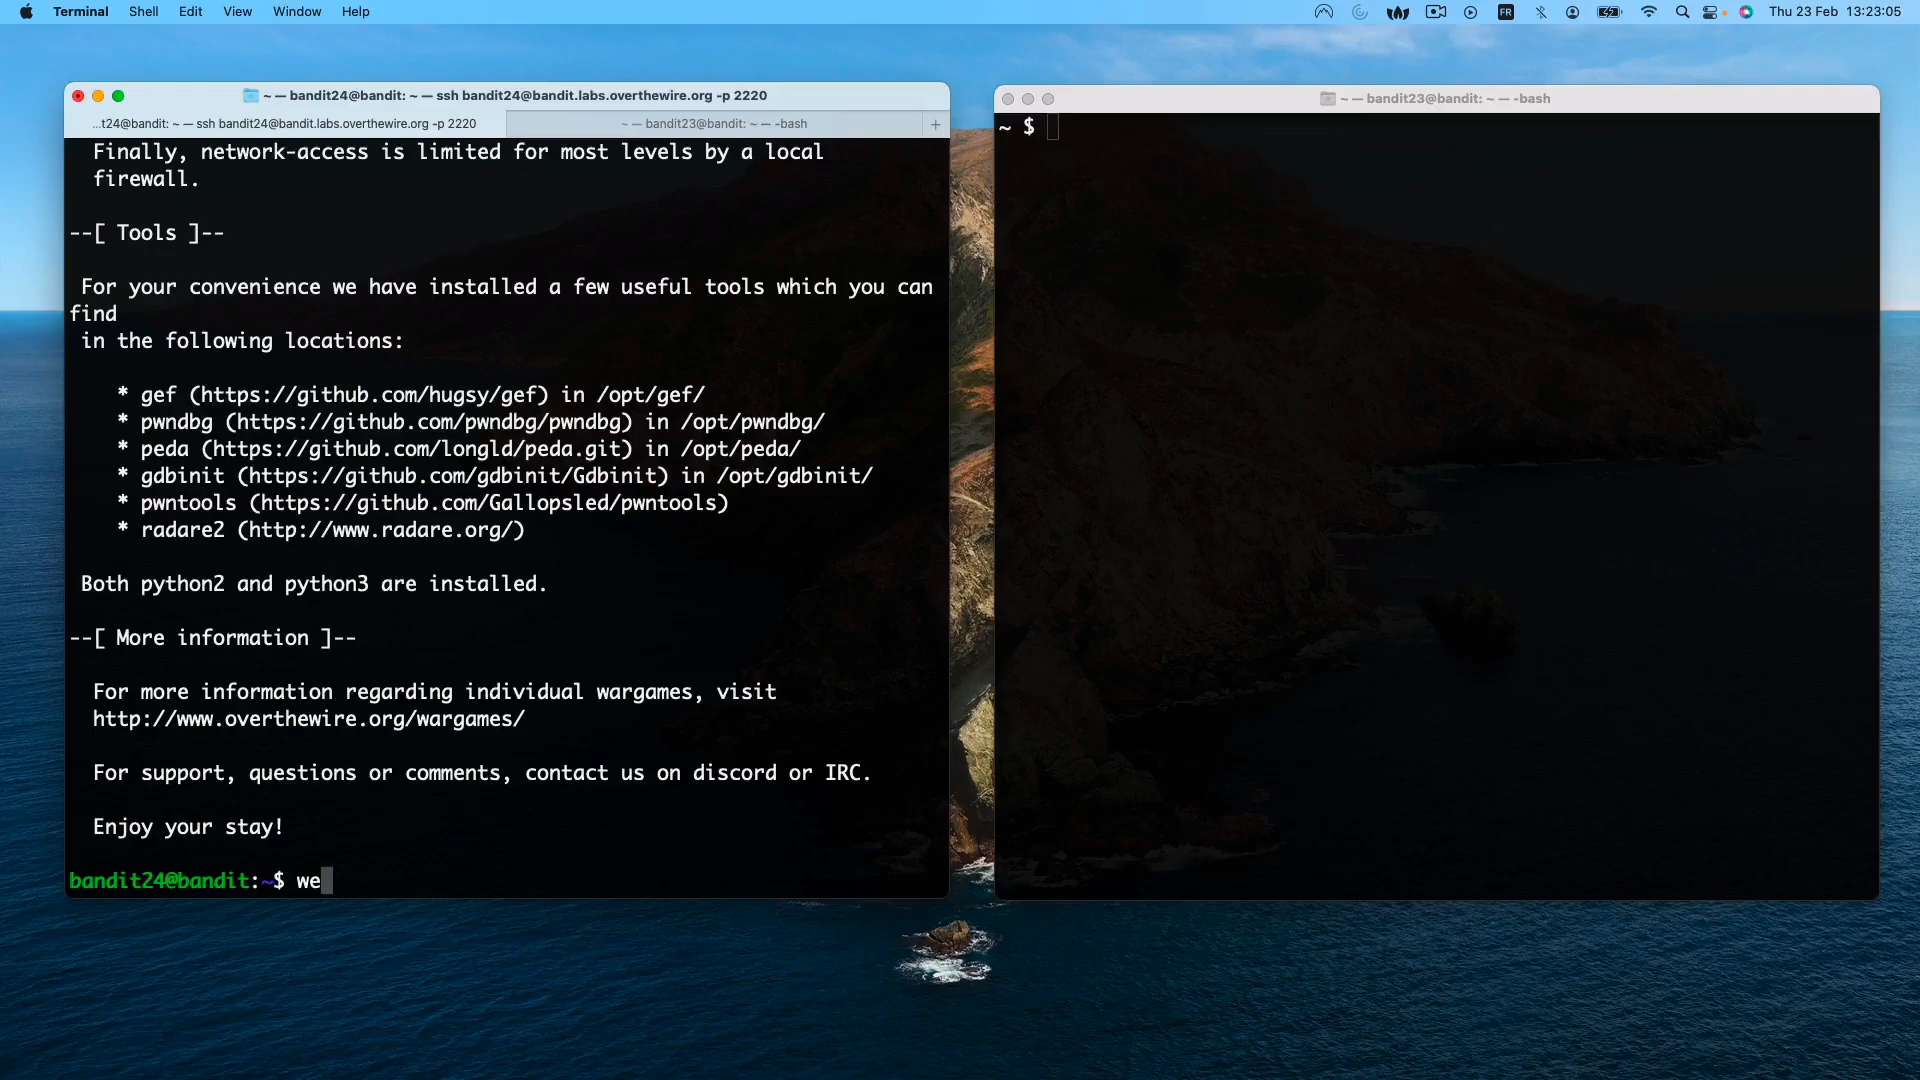 Terminal Shell Edit View Window Help
FR
Thu 23 Feb 13:23:05
~ — bandit24@bandit: ~ — ssh bandit24@bandit.labs.overthewire.org -p 2220
...t24@bandit: ~ — ssh bandit24@bandit.labs.overthewire.org -p 2220
~ — bandit23@bandit: ~ — -bash
+
Finally, network-access is limited for most levels by a local
firewall.
--[ Tools ]--
For your convenience we have installed a few useful tools which you can
find
in the following locations:
* gef (https://github.com/hugsy/gef) in /opt/gef/
* pwndbg (https://github.com/pwndbg/pwndbg) in /opt/pwndbg/
* peda (https://github.com/longld/peda.git) in /opt/peda/
* gdbinit (https://github.com/gdbinit/Gdbinit) in /opt/gdbinit/
* pwntools (https://github.com/Gallopsled/pwntools)
* radare2 (http://www.radare.org/)
Both python2 and python3 are installed.
--[ More information ]--
For more information regarding individual wargames, visit
http://www.overthewire.org/wargames/
For support, questions or comments, contact us on discord or IRC.
Enjoy your stay!
bandit24@bandit:~$ we
~ — bandit23@bandit: ~ — -bash
~ $